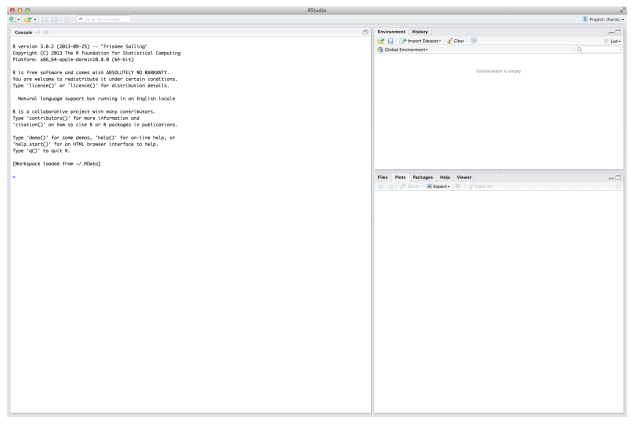 RStudio
Go to file/function
Project: (None)
Console ~/
R version 3.0.2 (2013-09-25) -- "Frisbee Sailing"
Copyright (C) 2013 The R Foundation for Statistical Computing
Platform: x86_64-apple-darwin10.8.0 (64-bit)
R is free software and comes with ABSOLUTELY NO WARRANTY.
You are welcome to redistribute it under certain conditions.
Type 'license()' or 'licence()' for distribution details.
Natural language support but running in an English locale
R is a collaborative project with many contributors.
Type 'contributors()' for more information and
'citation()' on how to cite R or R packages in publications.
Type 'demo()' for some demos, 'help()' for on-line help, or
'help.start()' for an HTML browser interface to help.
Type 'q()' to quit R.
[Workspace loaded from ~/.RData]
>
Environment History
Import Dataset Clear List
Global Environment
Environment is empty
Files Plots Packages Help Viewer
Zoom Export Clear All